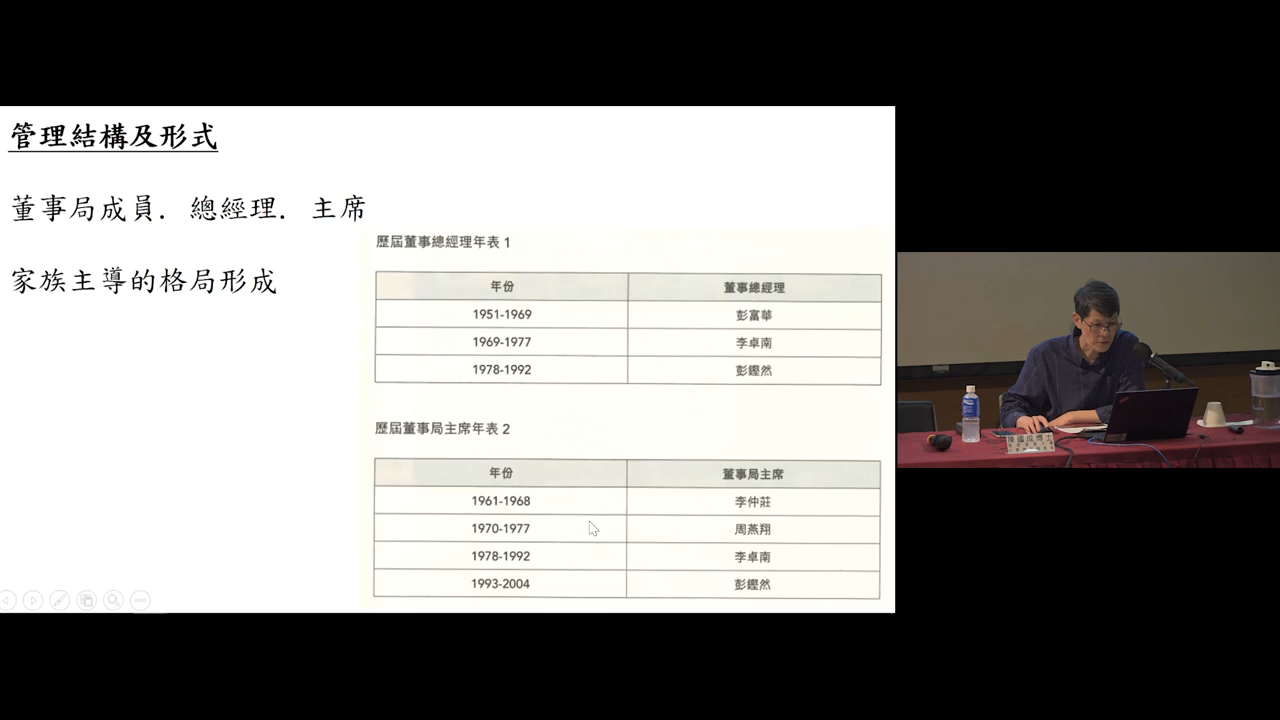 管理結構及形式
董事局成員. 總經理. 主席
家族主導的格局形成
歷屆董事總經理年表 1
年份 董事總經理
1951-1969 彭富華
1969-1977 李卓南
1978-1992 彭鏗然
歷屆董事局主席年表 2
年份 董事局主席
1961-1968 李仲莊
1970-1977 周燕翔
1978-1992 李卓南
1993-2004 彭鏗然
陳國成博士